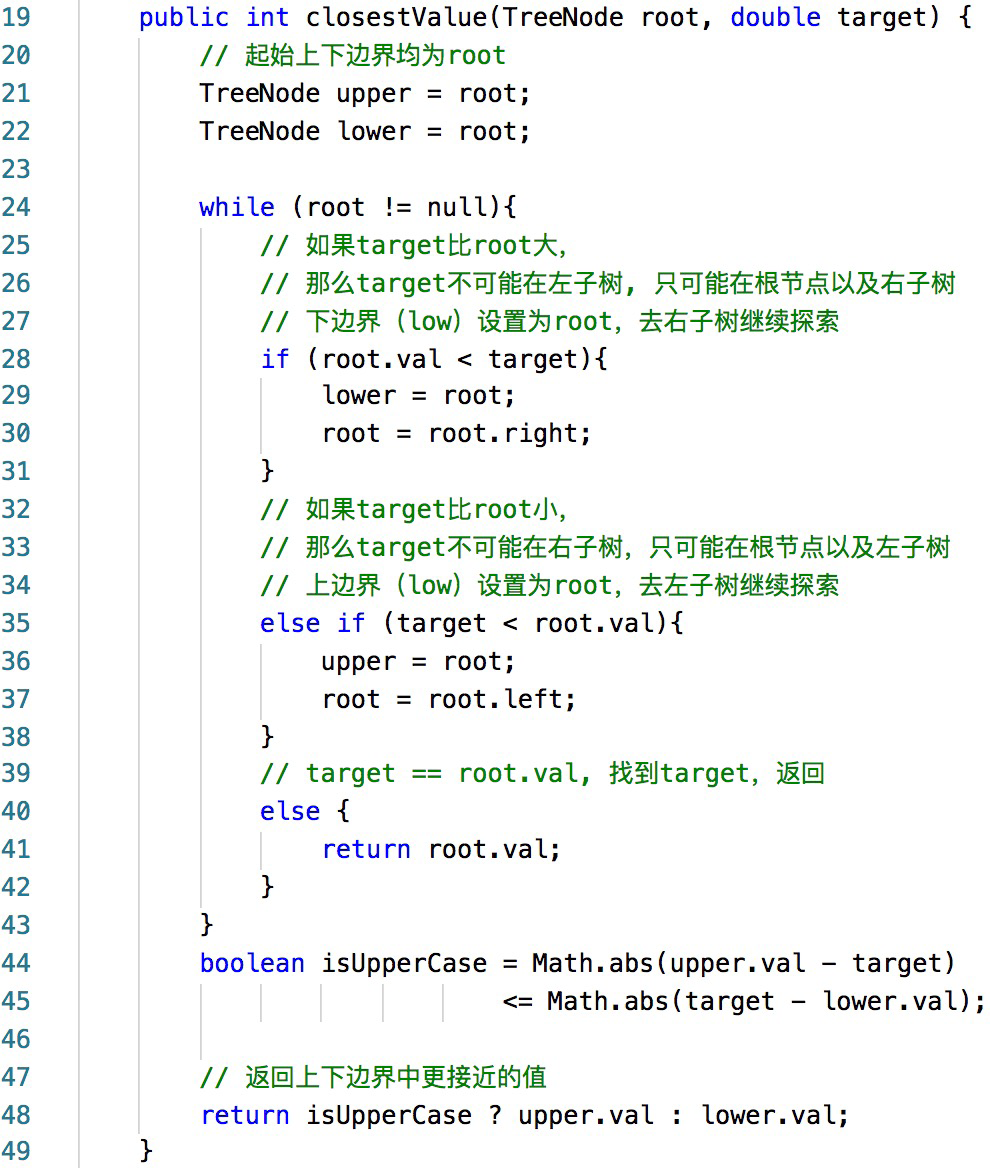 19 public int closestValue(TreeNode root, double target) {
20 // 起始上下边界均为root
21 TreeNode upper = root;
22 TreeNode lower = root;
23
24 while (root != null){
25 // 如果target比root大，
26 // 那么target不可能在左子树, 只可能在根节点以及右子树
27 // 下边界（low）设置为root，去右子树继续探索
28 if (root.val < target){
29 lower = root;
30 root = root.right;
31 }
32 // 如果target比root小，
33 // 那么target不可能在右子树，只可能在根节点以及左子树
34 // 上边界（low）设置为root，去左子树继续探索
35 else if (target < root.val){
36 upper = root;
37 root = root.left;
38 }
39 // target == root.val, 找到target，返回
40 else {
41 return root.val;
42 }
43 }
44 boolean isUpperCase = Math.abs(upper.val - target)
45 <= Math.abs(target - lower.val);
46
47 // 返回上下边界中更接近的值
48 return isUpperCase ? upper.val : lower.val;
49 }